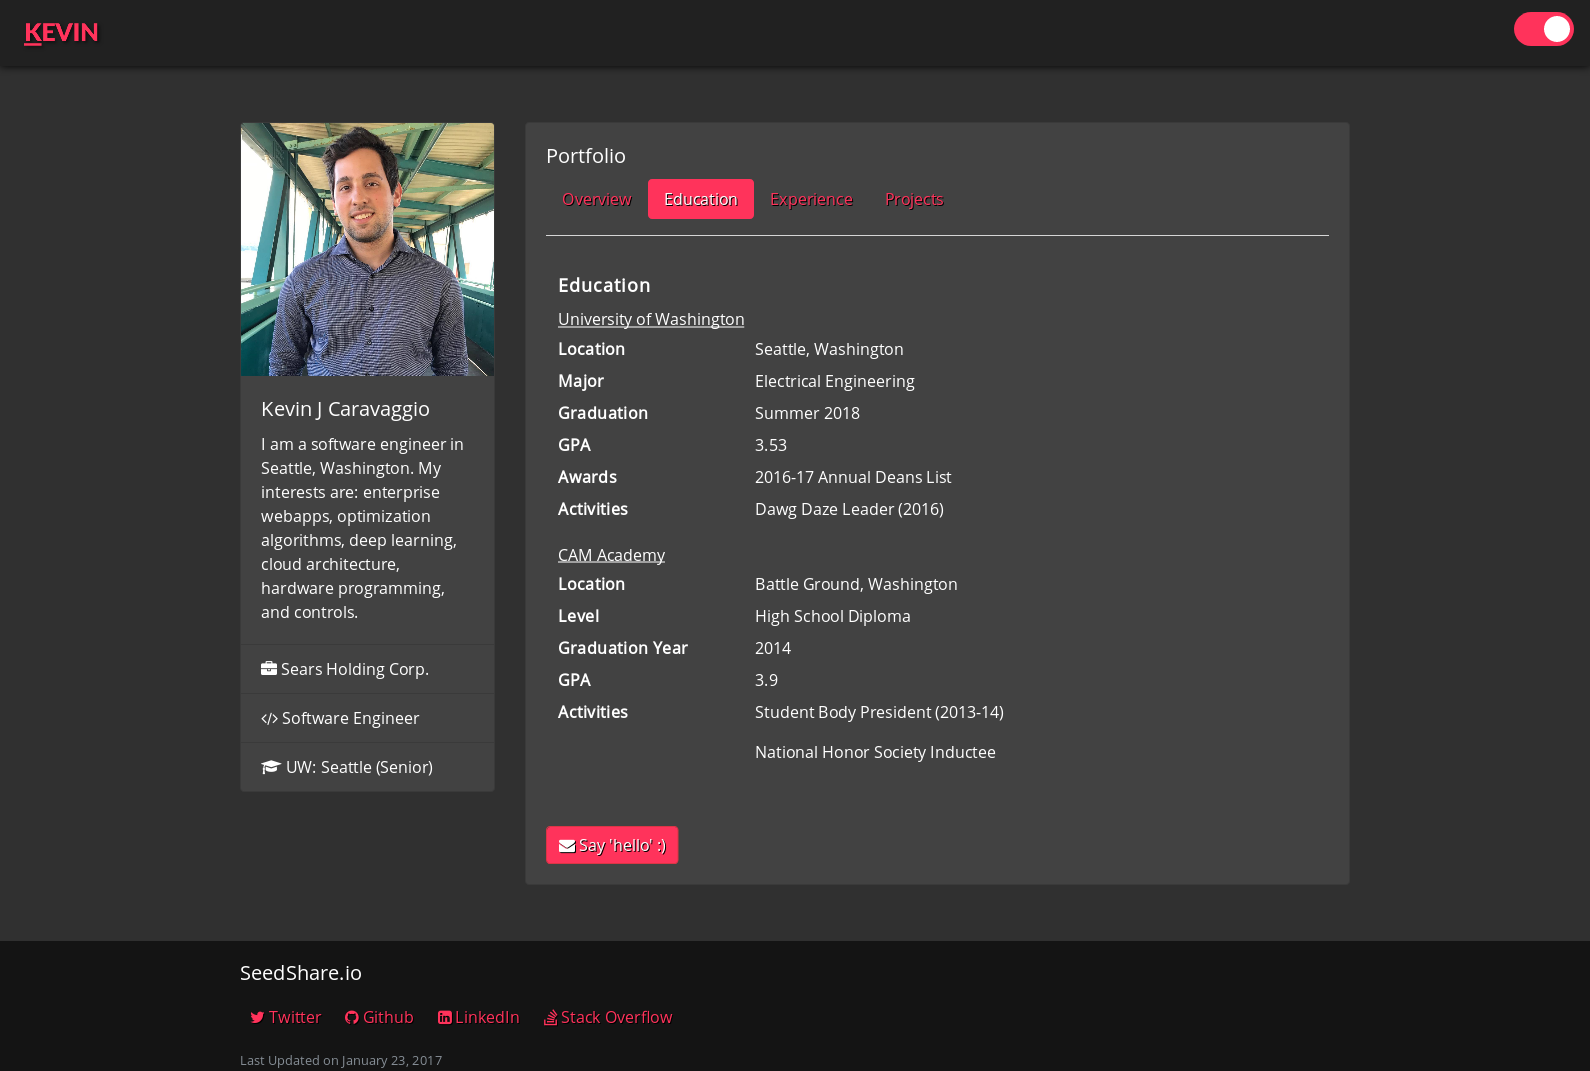 KEVIN
Portfolio
Overview Education Experience Projects
Education
University of Washington
Location Seattle, Washington
Major Electrical Engineering
Graduation Summer 2018
GPA 3.53
Awards 2016-17 Annual Deans List
Activities Dawg Daze Leader (2016)
CAM Academy
Location Battle Ground, Washington
Level High School Diploma
Graduation Year 2014
GPA 3.9
Activities Student Body President (2013-14)
National Honor Society Inductee
Say 'hello' :)
Kevin J Caravaggio
I am a software engineer in
Seattle, Washington. My
interests are: enterprise
webapps, optimization
algorithms, deep learning,
cloud architecture,
hardware programming,
and controls.
Sears Holding Corp.
Software Engineer
UW: Seattle (Senior)
SeedShare.io
Twitter Github LinkedIn Stack Overflow
Last Updated on January 23, 2017